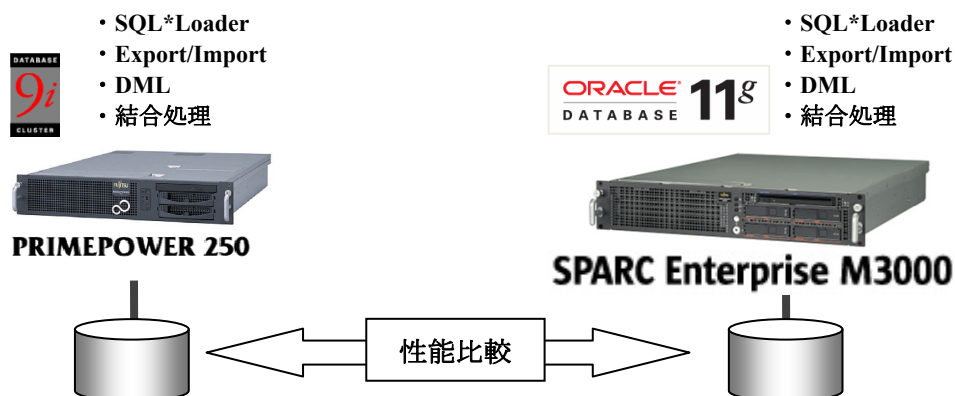 ・SQL*Loader
・Export/Import
・DML
・結合処理
DATABASE
9i
CLUSTER
FUJITSU
PRIMEPOWER 250
・SQL*Loader
・Export/Import
・DML
・結合処理
ORACLE
DATABASE
11g
SPARC Enterprise M3000
性能比較